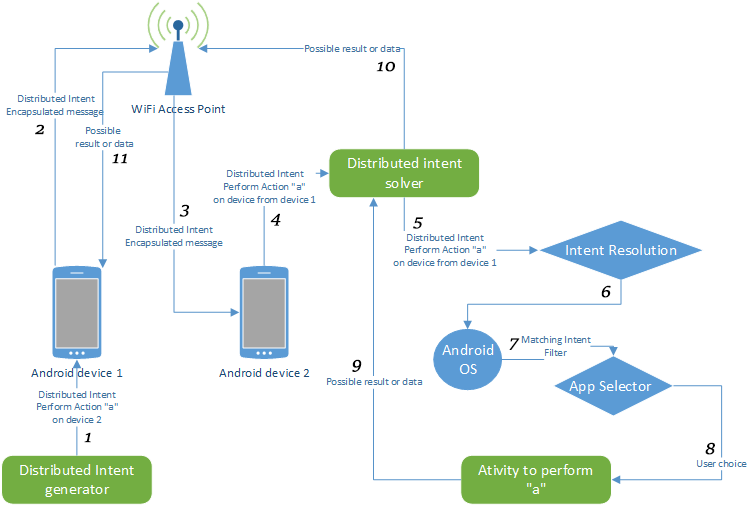 Possible result or data
10
Distributed Intent
Encapsulated message
2
WiFi Access Point
Possible
result or data
11
Distributed intent
solver
Distributed Intent
Perform Action "a"
on device from device 1
4
3
Distributed Intent
Encapsulated message
5
Distributed Intent
Perform Action "a"
on device from device 1
Intent Resolution
6
7
Matching Intent
Filter
Android
OS
9
Possible result or data
App Selector
Android device 1
Android device 2
Distributed Intent
Perform Action "a"
on device 2
1
8
User choice
Distributed Intent
generator
Ativity to perform
"a"